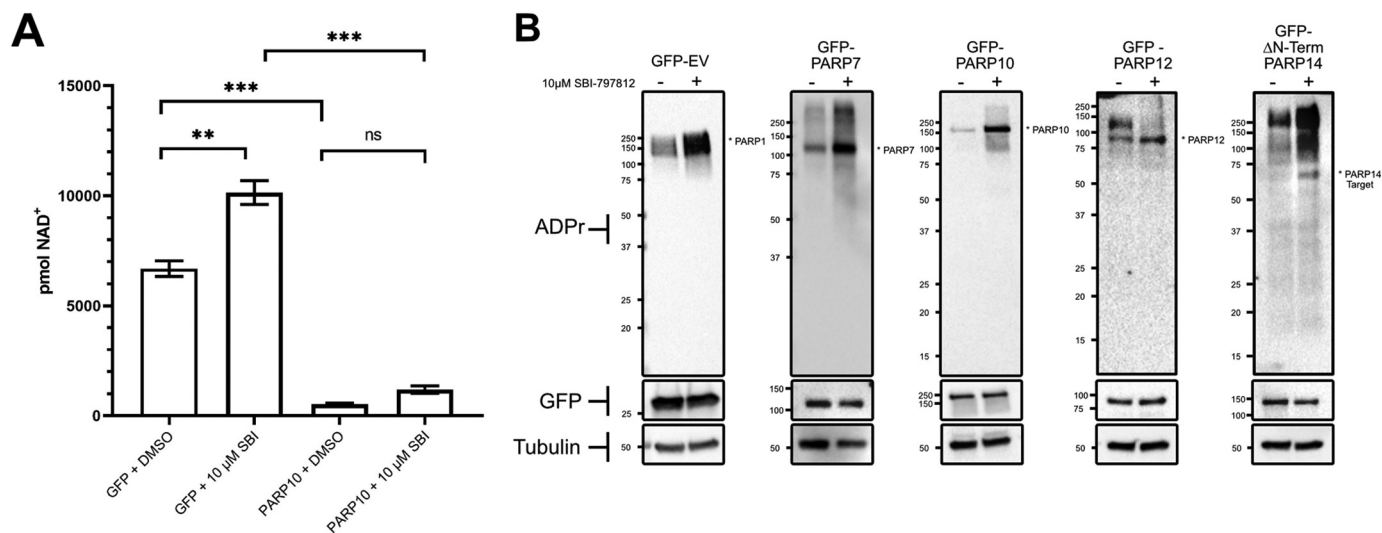 A
***
***
**
ns
15000
10000
5000
0
pmol NAD+
GFP + DMSO
GFP + 10 µM SBI
PARP10 + DMSO
PARP10 + 10 µM SBI
B
10µM SBI-797812
ADPr
GFP
Tubulin
GFP-EV
- +
250
150
100
75
50
37
25
20
* PARP1
25
50
GFP-
PARP7
- +
250
150
100
75
50
37
* PARP7
150
100
50
GFP-
PARP10
- +
250
150
100
75
50
37
25
20
15
* PARP10
250
150
50
GFP -
PARP12
- +
250
150
100
75
50
25
20
15
* PARP12
100
75
50
GFP-
ΔN-Term
PARP14
- +
250
150
100
75
50
37
25
20
15
* PARP14
Target
150
100
50